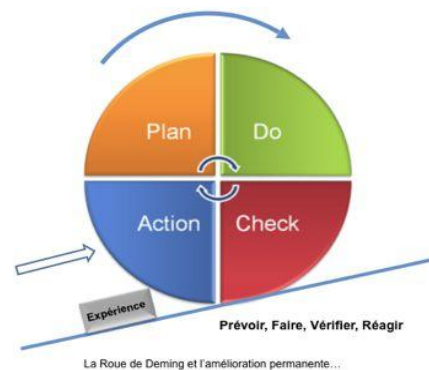 Plan
Do
Action
Check
Expérience
Prévoir, Faire, Vérifier, Réagir
La Roue de Deming et l'amélioration permanente...